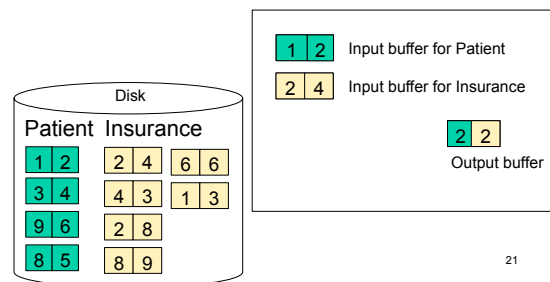 1 2 Input buffer for Patient
2 4 Input buffer for Insurance
2 2
Output buffer
Disk
Patient Insurance
1 2 2 4 6 6
3 4 4 3 1 3
9 6 2 8
8 5 8 9
21